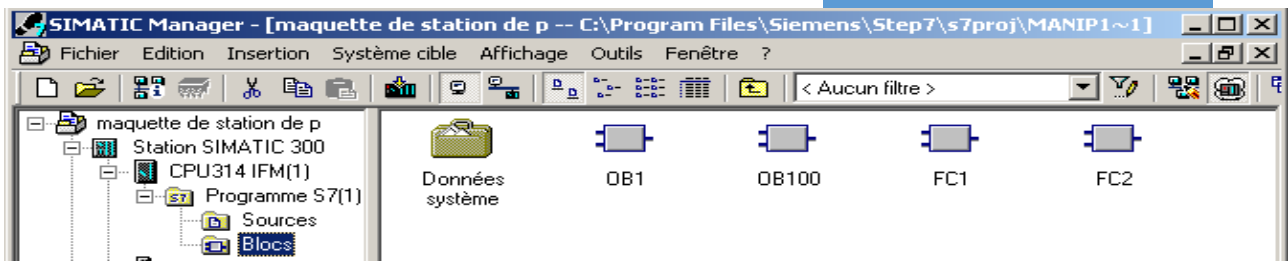 SIMATIC Manager - [maquette de station de p -- C:\Program Files\Siemens\Step7\s7proj\MANIP1~1]
Fichier Edition Insertion Système cible Affichage Outils Fenêtre ?
< Aucun filtre >
maquette de station de p
Station SIMATIC 300
CPU314 IFM(1)
Programme S7(1)
Sources
Blocs
Données
système
OB1
OB100
FC1
FC2